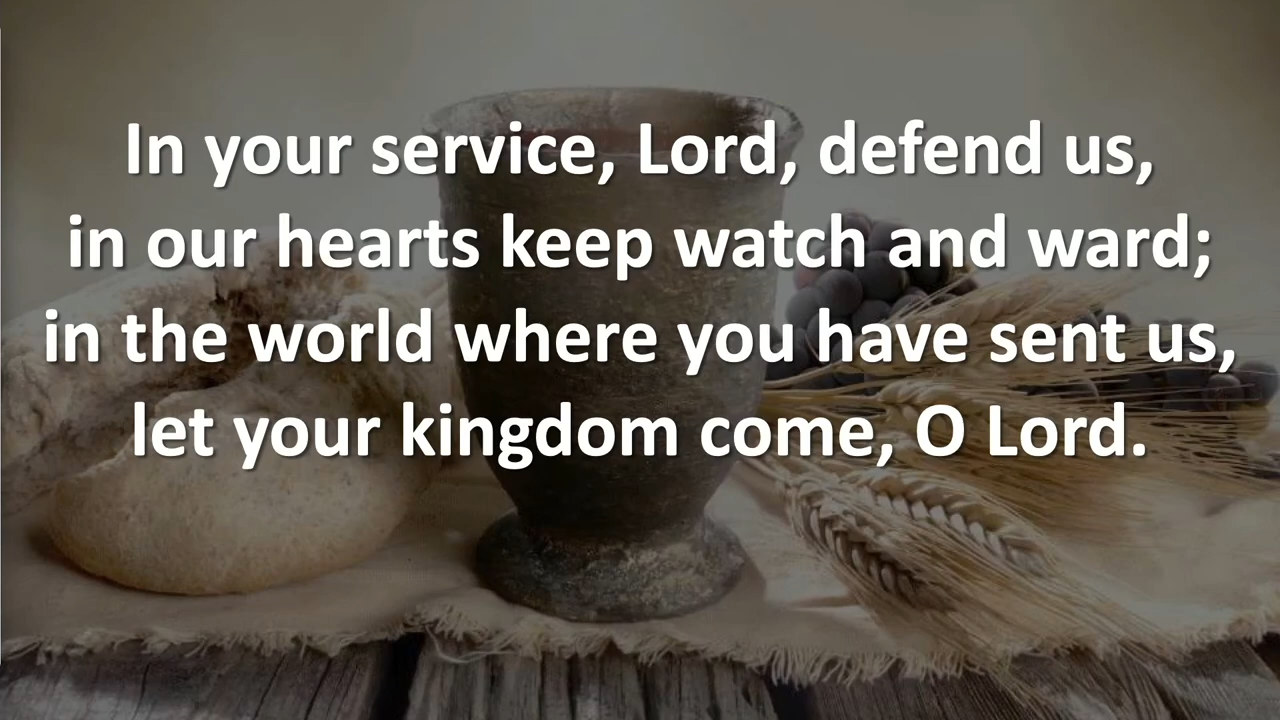 In your service, Lord, defend us,
in our hearts keep watch and ward;
in the world where you have sent us,
let your kingdom come, O Lord.